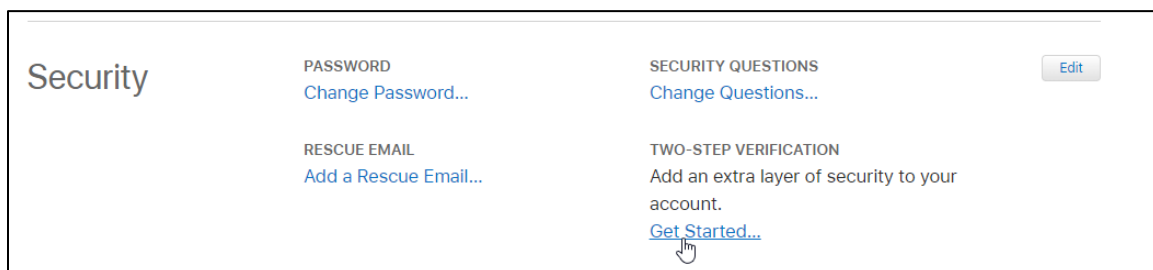 Security
PASSWORD
Change Password...
SECURITY QUESTIONS
Change Questions...
Edit
RESCUE EMAIL
Add a Rescue Email...
TWO-STEP VERIFICATION
Add an extra layer of security to your
account.
Get Started...